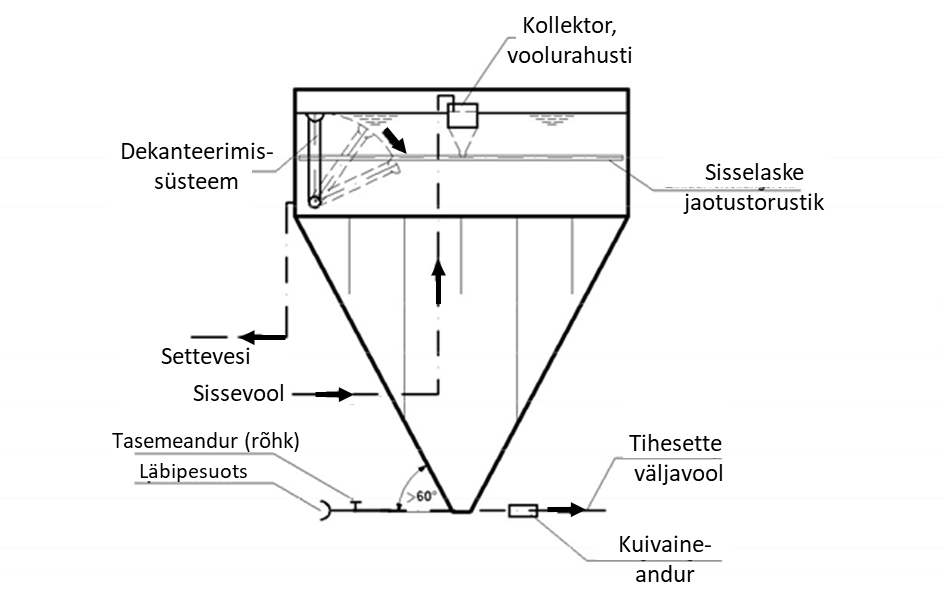 Kollektor,
voolurahusti
Dekanteerimis-
süsteem
Sisselaske
jaotustorustik
Settevesi
Sissevool
Tasemeandur (rõhk)
Läbipesuots
>60°
Tihesette
väljavool
Kuivaine-
andur